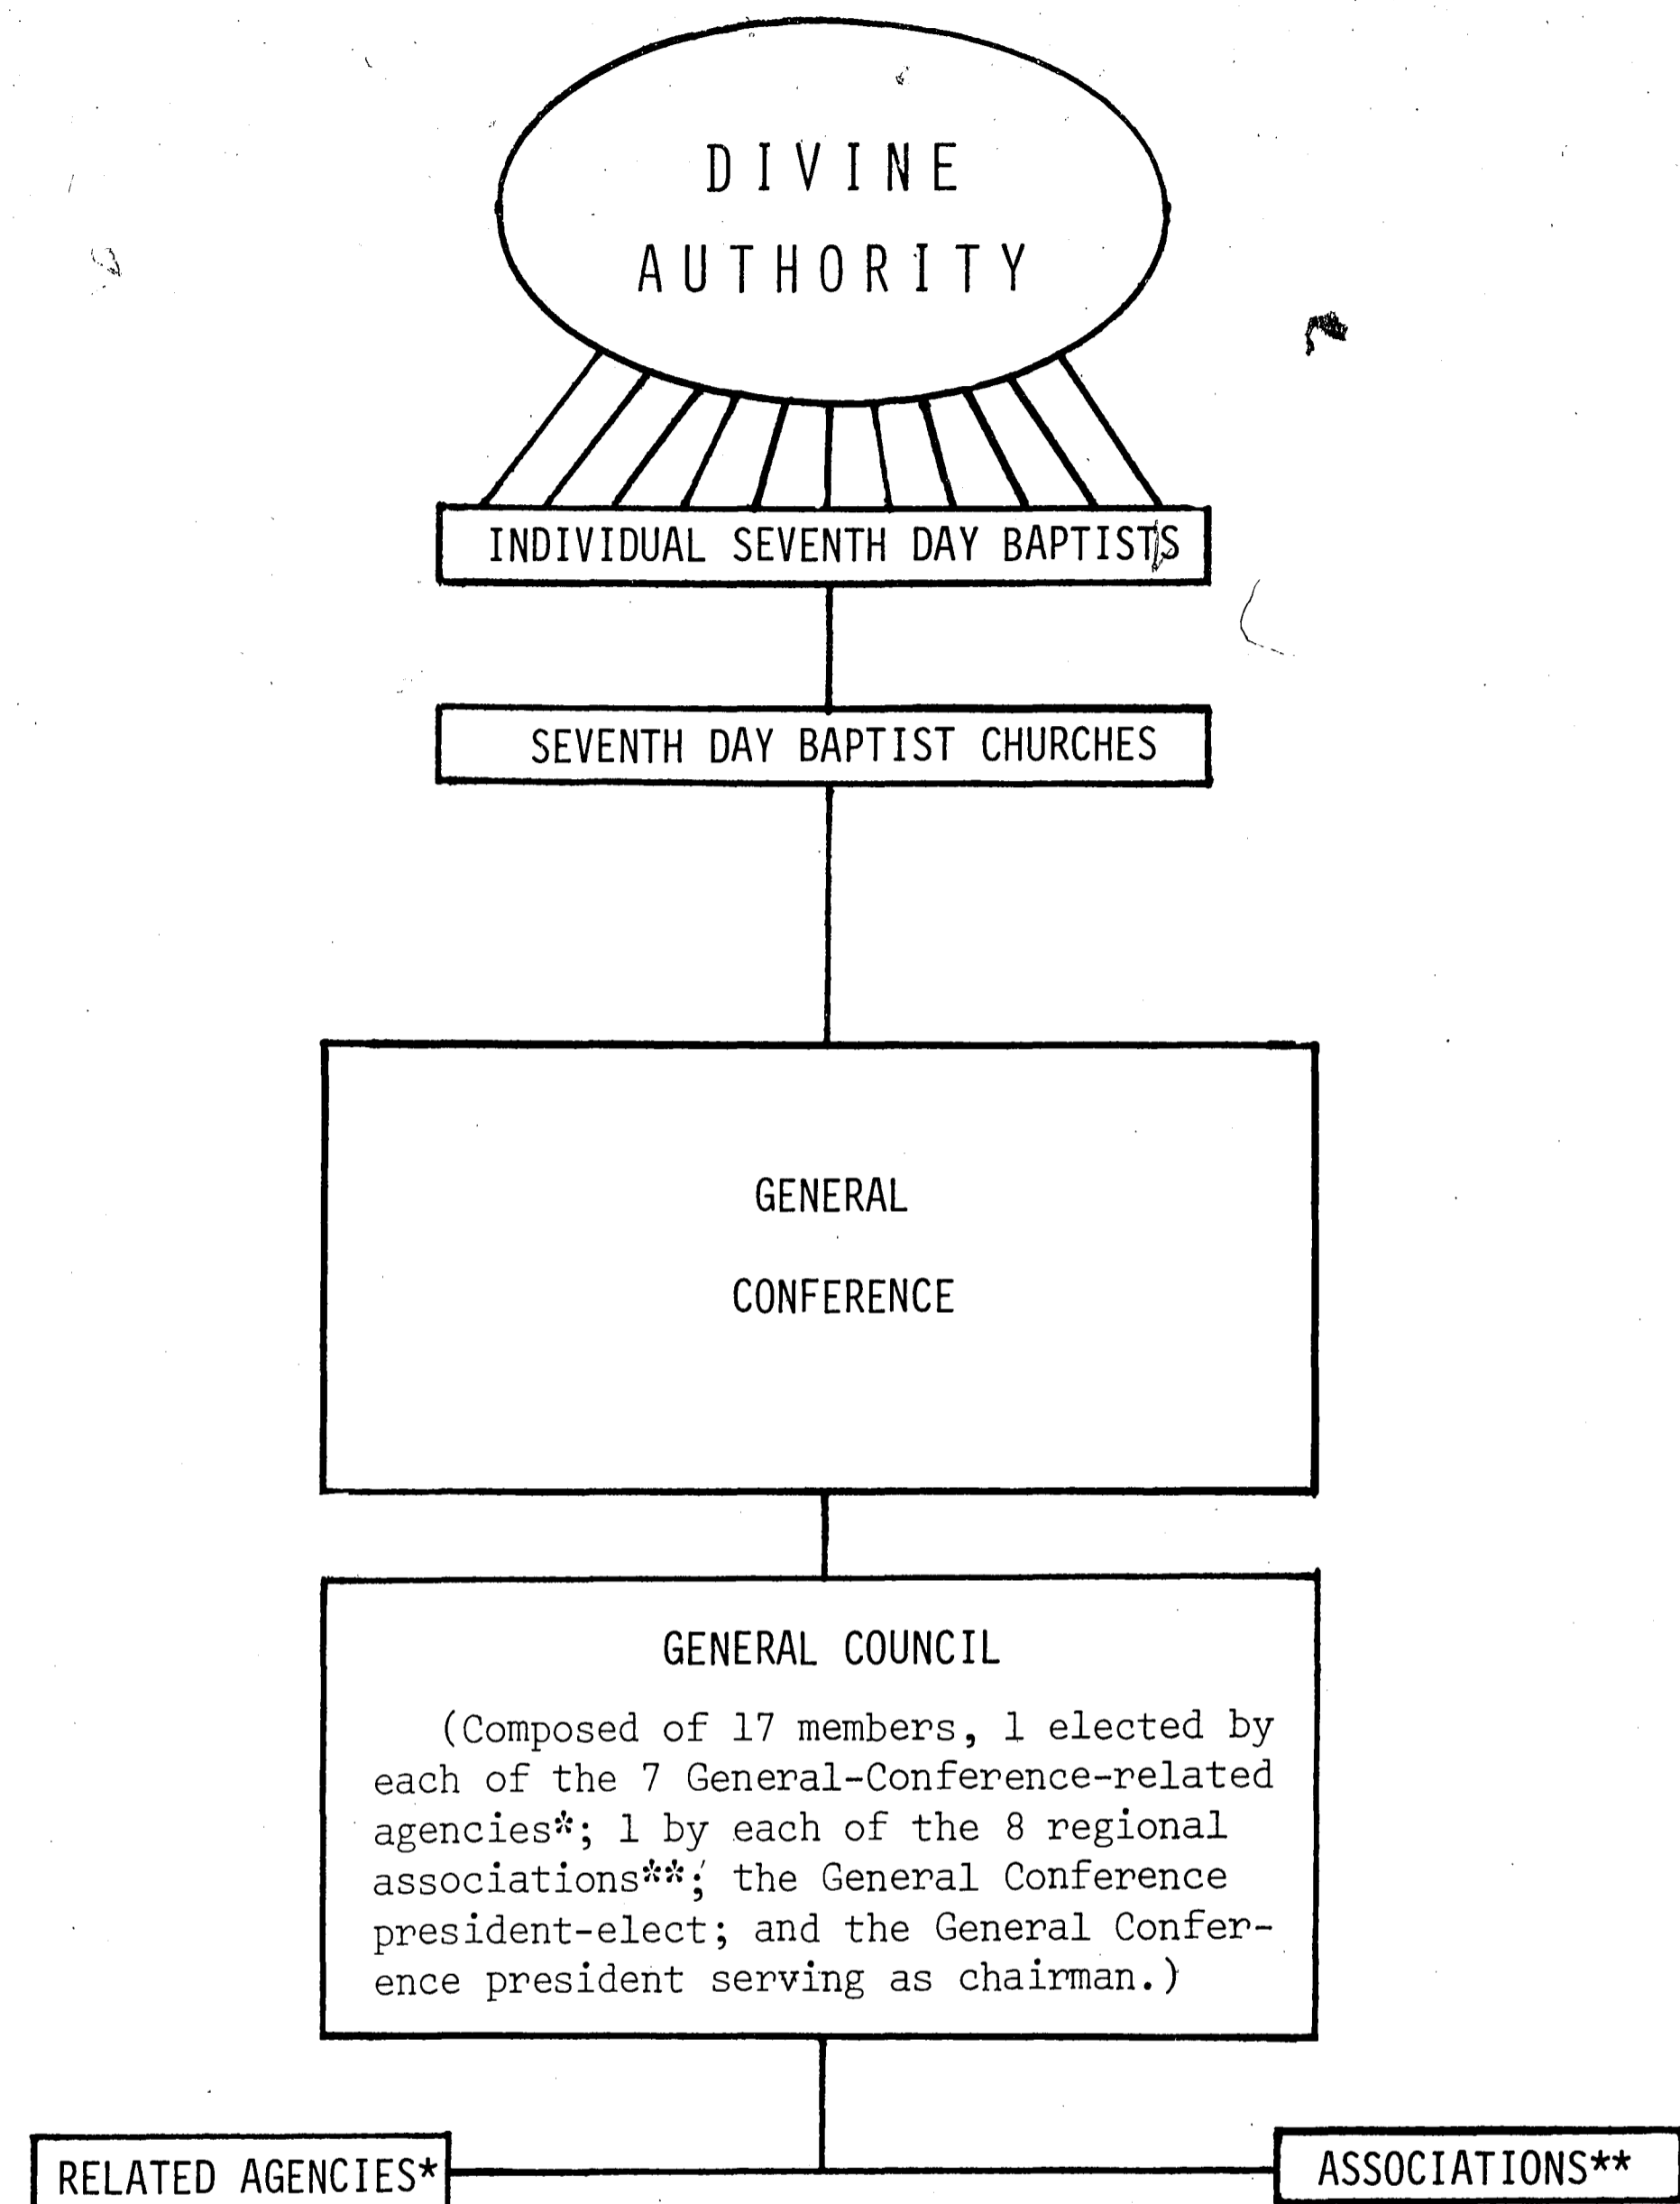 DIVINE
AUTHORITY
INDIVIDUAL SEVENTH DAY BAPTISTS
SEVENTH DAY BAPTIST CHURCHES
GENERAL
CONFERENCE
GENERAL COUNCIL
(Composed of 17 members, 1 elected by
each of the 7 General-Conference-related
agencies*; 1 by each of the 8 regional
associations**; the General Conference
president-elect; and the General Confer-
ence president serving as chairman.)
RELATED AGENCIES*
ASSOCIATIONS**